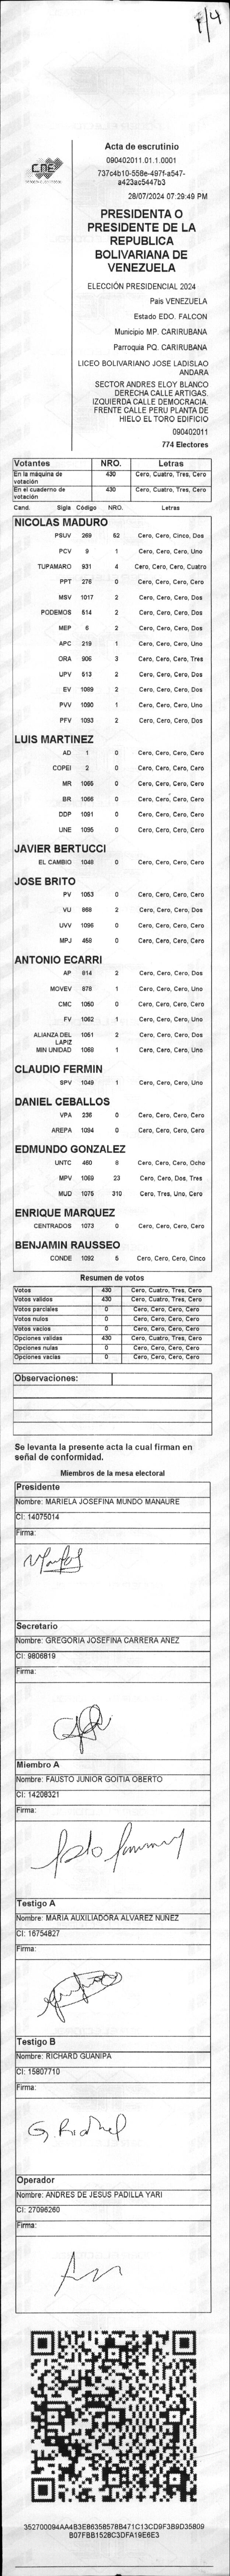 1/4
CNE
Acta de escrutinio
090402011.01.1.0001
737c4b10-558e-497f-a547-
a423ac5447b3
28/07/2024 07:29:49 PM
PRESIDENTA O
PRESIDENTE DE LA
REPUBLICA
BOLIVARIANA DE
VENEZUELA
ELECCIÓN PRESIDENCIAL 2024
Pais VENEZUELA
Estado EDO. FALCON
Municipio MP. CARIRUBANA
Parroquia PQ. CARIRUBANA
LICEO BOLIVARIANO JOSE LADISLAO
ANDARA
SECTOR ANDRES ELOY BLANCO
DERECHA CALLE ARTIGAS.
IZQUIERDA CALLE DEMOCRACIA.
FRENTE CALLE PERU PLANTA DE
HIELO EL TORO EDIFICIO
090402011
774 Electores
Votantes NRO. Letras
En la máquina de votación 430 Cero, Cuatro, Tres, Cero
En el cuaderno de votación 430 Cero, Cuatro, Tres, Cero
Cand. Sigla Código NRO. Letras
NICOLAS MADURO
PSUV 269 52 Cero, Cero, Cinco, Dos
PCV 9 1 Cero, Cero, Cero, Uno
TUPAMARO 931 4 Cero, Cero, Cero, Cuatro
PPT 276 0 Cero, Cero, Cero, Cero
MSV 1017 2 Cero, Cero, Cero, Dos
PODEMOS 514 2 Cero, Cero, Cero, Dos
MEP 6 2 Cero, Cero, Cero, Dos
APC 219 1 Cero, Cero, Cero, Uno
ORA 906 3 Cero, Cero, Cero, Tres
UPV 513 2 Cero, Cero, Cero, Dos
EV 1089 2 Cero, Cero, Cero, Dos
PVV 1090 1 Cero, Cero, Cero, Uno
PFV 1093 2 Cero, Cero, Cero, Dos
LUIS MARTINEZ
AD 1 0 Cero, Cero, Cero, Cero
COPEI 2 0 Cero, Cero, Cero, Cero
MR 1065 0 Cero, Cero, Cero, Cero
BR 1066 0 Cero, Cero, Cero, Cero
DDP 1091 0 Cero, Cero, Cero, Cero
UNE 1095 0 Cero, Cero, Cero, Cero
JAVIER BERTUCCI
EL CAMBIO 1048 0 Cero, Cero, Cero, Cero
JOSE BRITO
PV 1053 0 Cero, Cero, Cero, Cero
VU 868 2 Cero, Cero, Cero, Dos
UVV 1096 0 Cero, Cero, Cero, Cero
MPJ 458 0 Cero, Cero, Cero, Cero
ANTONIO ECARRI
AP 814 2 Cero, Cero, Cero, Dos
MOVEV 878 1 Cero, Cero, Cero, Uno
CMC 1050 0 Cero, Cero, Cero, Cero
FV 1062 1 Cero, Cero, Cero, Uno
ALIANZA DEL LAPIZ 1051 2 Cero, Cero, Cero, Dos
MIN UNIDAD 1068 1 Cero, Cero, Cero, Uno
CLAUDIO FERMIN
SPV 1049 1 Cero, Cero, Cero, Uno
DANIEL CEBALLOS
VPA 236 0 Cero, Cero, Cero, Cero
AREPA 1094 0 Cero, Cero, Cero, Cero
EDMUNDO GONZALEZ
UNTC 460 8 Cero, Cero, Cero, Ocho
MPV 1069 23 Cero, Cero, Dos, Tres
MUD 1075 310 Cero, Tres, Uno, Cero
ENRIQUE MARQUEZ
CENTRADOS 1073 0 Cero, Cero, Cero, Cero
BENJAMIN RAUSSEO
CONDE 1092 5 Cero, Cero, Cero, Cinco
Resumen de votos
Votos 430 Cero, Cuatro, Tres, Cero
Votos validos 430 Cero, Cuatro, Tres, Cero
Votos parciales 0 Cero, Cero, Cero, Cero
Votos nulos 0 Cero, Cero, Cero, Cero
Votos vacios 0 Cero, Cero, Cero, Cero
Opciones validas 430 Cero, Cuatro, Tres, Cero
Opciones nulas 0 Cero, Cero, Cero, Cero
Opciones vacias 0 Cero, Cero, Cero, Cero
Observaciones:
Se levanta la presente acta la cual firman en
señal de conformidad.
Miembros de la mesa electoral
Presidente
Nombre: MARIELA JOSEFINA MUNDO MANAURE
CI: 14075014
Firma:
Secretario
Nombre: GREGORIA JOSEFINA CARRERA AÑEZ
CI: 9806819
Firma:
Miembro A
Nombre: FAUSTO JUNIOR GOITIA OBERTO
CI: 14208321
Firma:
Testigo A
Nombre: MARIA AUXILIADORA ALVAREZ NUÑEZ
CI: 16754827
Firma:
Testigo B
Nombre: RICHARD GUANIPA
CI: 15807710
Firma:
Operador
Nombre: ANDRES DE JESUS PADILLA YARI
CI: 27096260
Firma:
352700094AA4B3E86358578B471C13CD9F3B9D35809
B07FBB1528C3DFA19E6E3